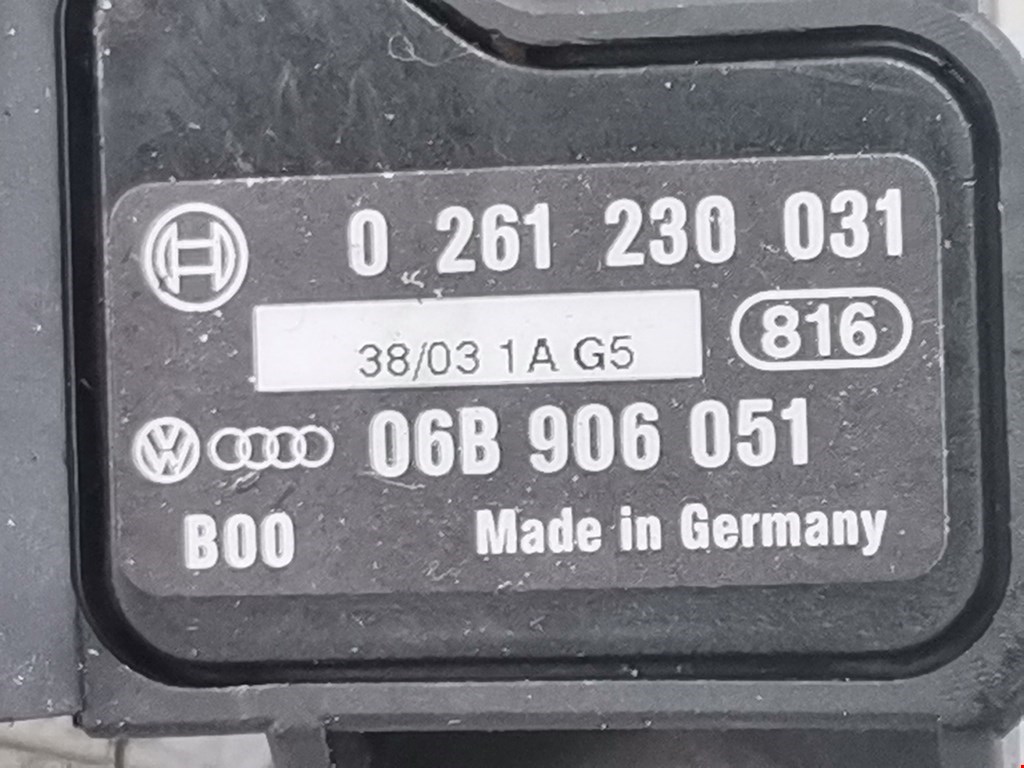 0 261 230 031
38/03 1A G5
816
06B 906 051
B00
Made in Germany